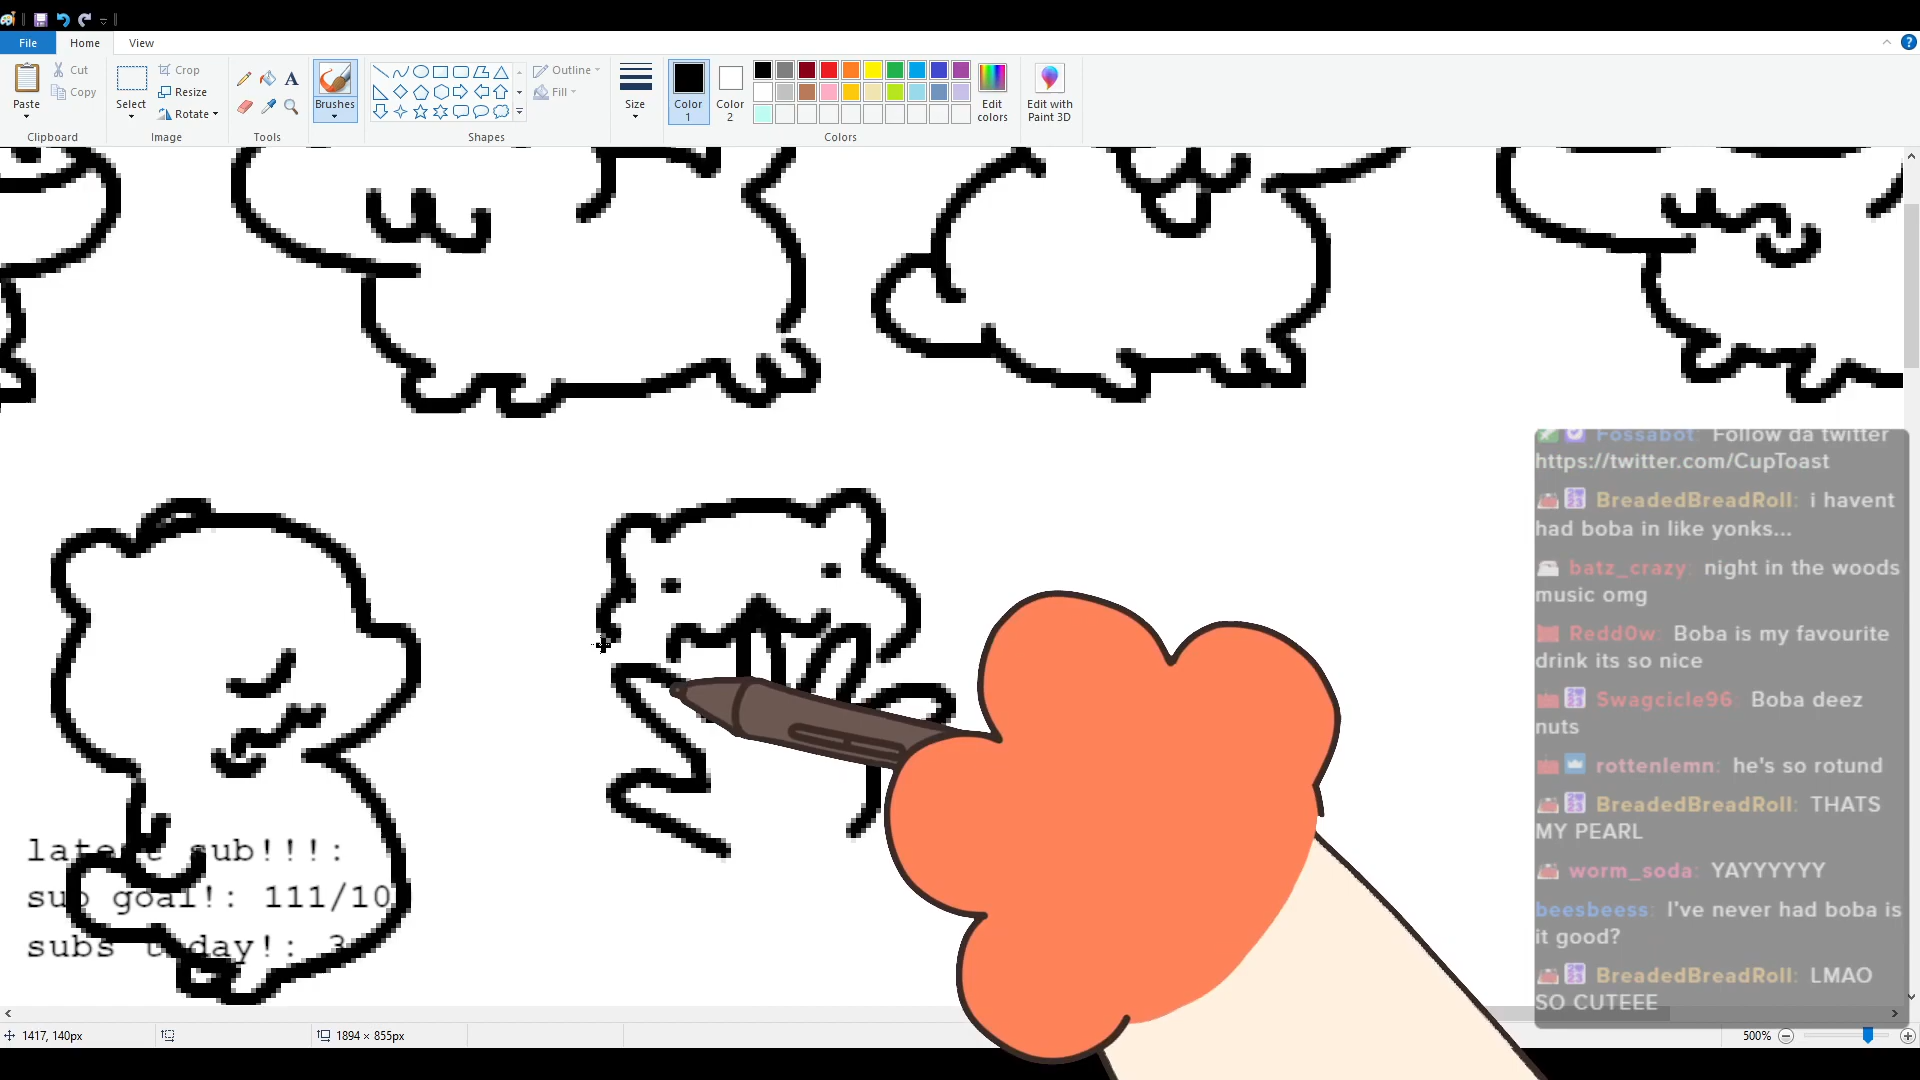 File Home View
Cut
Copy
Paste
Clipboard
Crop
Resize
Rotate
Select
Image
A
Tools
Brushes
Shapes
Outline
Fill
Size
Color 1
Color 2
Colors
Edit colors
Edit with Paint 3D
Fossabot: Follow da twitter
https://twitter.com/CupToast
BreadedBreadRoll: i havent
had boba in like yonks...
batz_crazy: night in the woods
music omg
Redd0w: Boba is my favourite
drink its so nice
Swagcicle96: Boba deez
nuts
rottenlemn: he's so rotund
BreadedBreadRoll: THATS
MY PEARL
worm_soda: YAYYYYYY
beesbeess: I've never had boba is
it good?
BreadedBreadRoll: LMAO
SO CUTEEE
latest sub!!!:
sub goal!: 111/10
subs today!: 3
1417, 140px
1894 × 855px
500%